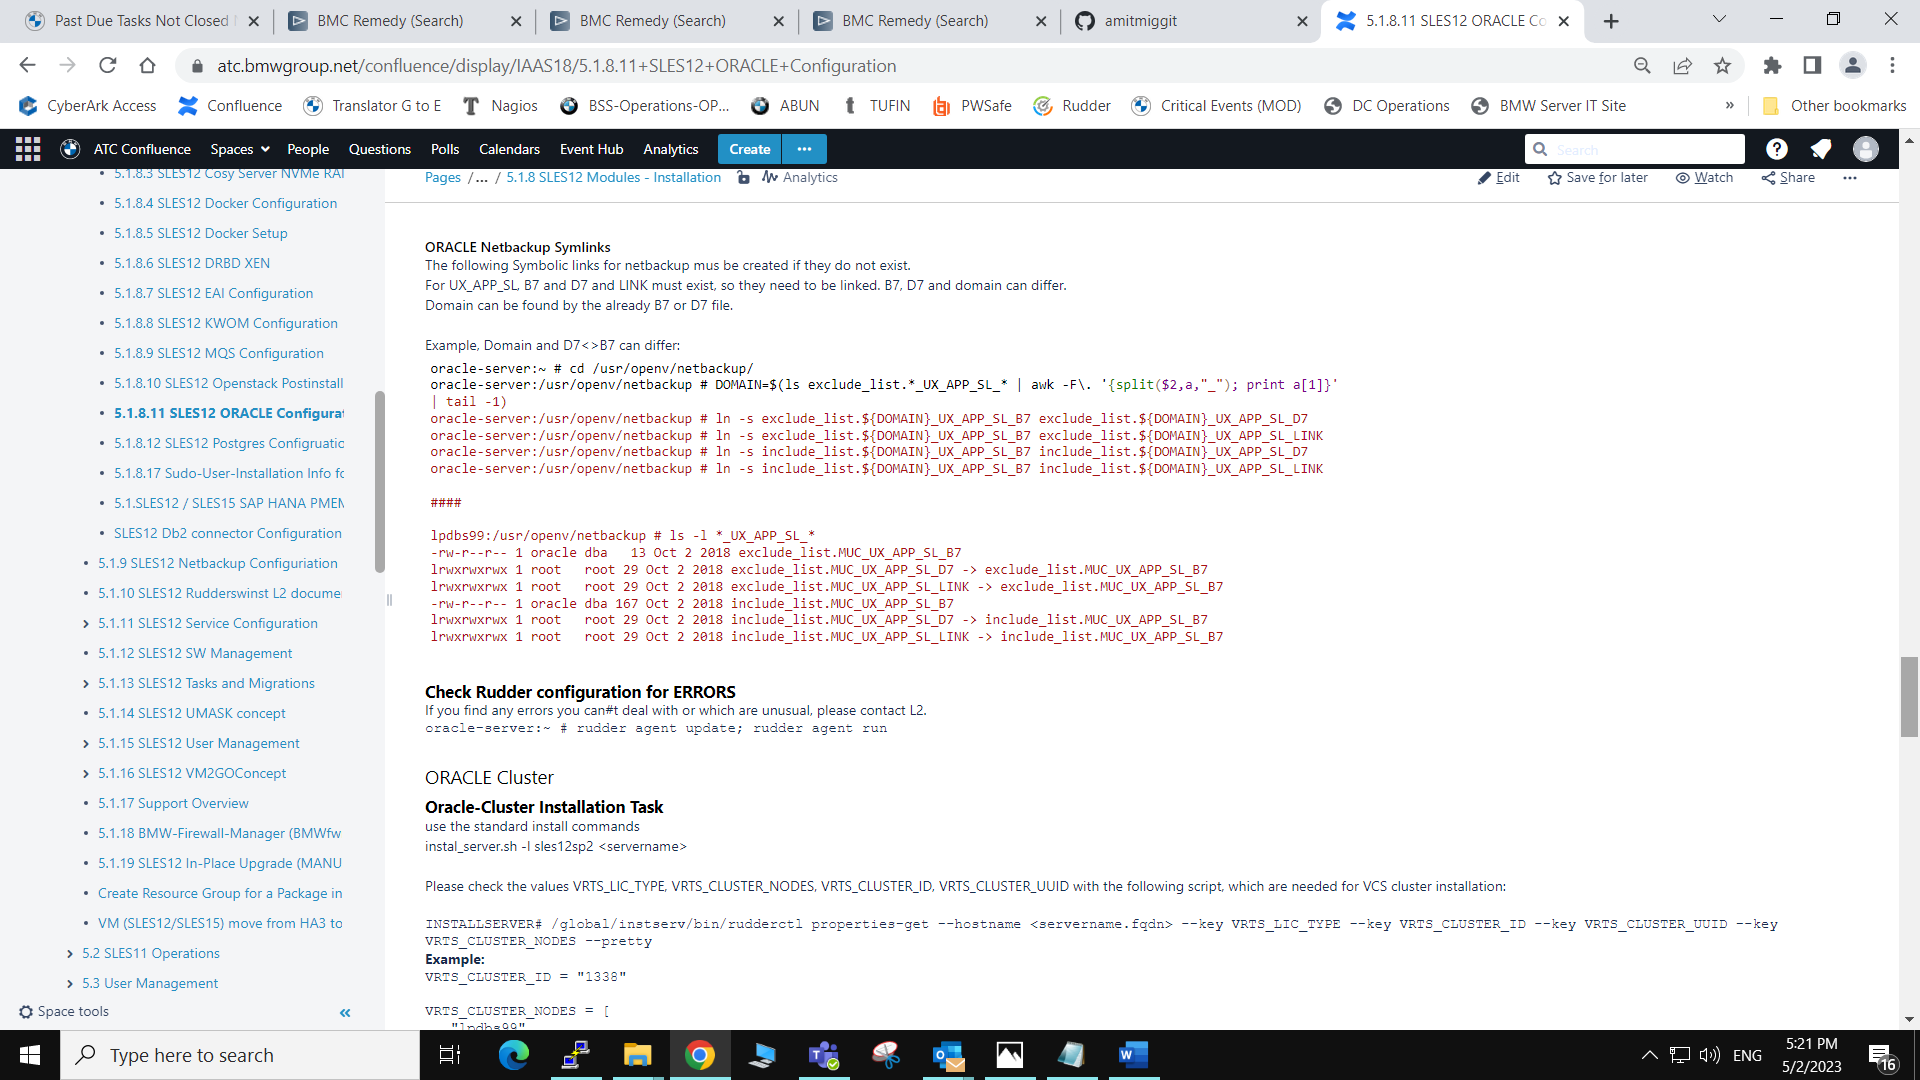 Past Due Tasks Not Closed
BMC Remedy (Search)
BMC Remedy (Search)
BMC Remedy (Search)
amitmiggit
5.1.8.11 SLES12 ORACLE Co
atc.bmwgroup.net/confluence/display/IAAS18/5.1.8.11+SLES12+ORACLE+Configuration
CyberArk Access
Confluence
Translator G to E
Nagios
BSS-Operations-OP...
ABUN
TUFIN
PWSafe
Rudder
Critical Events (MOD)
DC Operations
BMW Server IT Site
»
Other bookmarks
ATC Confluence
Spaces
People
Questions
Polls
Calendars
Event Hub
Analytics
Create
...
Search
5.1.8.3 SLES12 Cosy Server NVMe RAI
5.1.8.4 SLES12 Docker Configuration
5.1.8.5 SLES12 Docker Setup
5.1.8.6 SLES12 DRBD XEN
5.1.8.7 SLES12 EAI Configuration
5.1.8.8 SLES12 KWOM Configuration
5.1.8.9 SLES12 MQS Configuration
5.1.8.10 SLES12 Openstack Postinstall
5.1.8.11 SLES12 ORACLE Configurat
5.1.8.12 SLES12 Postgres Configruatio
5.1.8.17 Sudo-User-Installation Info fo
5.1.SLES12 / SLES15 SAP HANA PMEM
SLES12 Db2 connector Configuration
5.1.9 SLES12 Netbackup Configuriation
5.1.10 SLES12 Rudderswinst L2 docume
5.1.11 SLES12 Service Configuration
5.1.12 SLES12 SW Management
5.1.13 SLES12 Tasks and Migrations
5.1.14 SLES12 UMASK concept
5.1.15 SLES12 User Management
5.1.16 SLES12 VM2GOConcept
5.1.17 Support Overview
5.1.18 BMW-Firewall-Manager (BMWfw
5.1.19 SLES12 In-Place Upgrade (MANU
Create Resource Group for a Package in
VM (SLES12/SLES15) move from HA3 to
5.2 SLES11 Operations
5.3 User Management
Space tools
«
Pages /... / 5.1.8 SLES12 Modules - Installation
Analytics
Edit
Save for later
Watch
Share
...
ORACLE Netbackup Symlinks
The following Symbolic links for netbackup mus be created if they do not exist.
For UX_APP_SL, B7 and D7 and LINK must exist, so they need to be linked. B7, D7 and domain can differ.
Domain can be found by the already B7 or D7 file.
Example, Domain and D7<>B7 can differ:
oracle-server:~ # cd /usr/openv/netbackup/
oracle-server:/usr/openv/netbackup # DOMAIN=$(ls exclude_list.*_UX_APP_SL_* | awk -F\. '{split($2,a,"_"); print a[1]}'
| tail -1)
oracle-server:/usr/openv/netbackup # ln -s exclude_list.${DOMAIN}_UX_APP_SL_B7 exclude_list.${DOMAIN}_UX_APP_SL_D7
oracle-server:/usr/openv/netbackup # ln -s exclude_list.${DOMAIN}_UX_APP_SL_B7 exclude_list.${DOMAIN}_UX_APP_SL_LINK
oracle-server:/usr/openv/netbackup # ln -s include_list.${DOMAIN}_UX_APP_SL_B7 include_list.${DOMAIN}_UX_APP_SL_D7
oracle-server:/usr/openv/netbackup # ln -s include_list.${DOMAIN}_UX_APP_SL_B7 include_list.${DOMAIN}_UX_APP_SL_LINK
####
lpdbs99:/usr/openv/netbackup # ls -l *_UX_APP_SL_*
-rw-r--r-- 1 oracle dba   13 Oct 2 2018 exclude_list.MUC_UX_APP_SL_B7
lrwxrwxrwx 1 root   root 29 Oct 2 2018 exclude_list.MUC_UX_APP_SL_D7 -> exclude_list.MUC_UX_APP_SL_B7
lrwxrwxrwx 1 root   root 29 Oct 2 2018 exclude_list.MUC_UX_APP_SL_LINK -> exclude_list.MUC_UX_APP_SL_B7
-rw-r--r-- 1 oracle dba 167 Oct 2 2018 include_list.MUC_UX_APP_SL_B7
lrwxrwxrwx 1 root   root 29 Oct 2 2018 include_list.MUC_UX_APP_SL_D7 -> include_list.MUC_UX_APP_SL_B7
lrwxrwxrwx 1 root   root 29 Oct 2 2018 include_list.MUC_UX_APP_SL_LINK -> include_list.MUC_UX_APP_SL_B7
Check Rudder configuration for ERRORS
If you find any errors you can#t deal with or which are unusual, please contact L2.
oracle-server:~ # rudder agent update; rudder agent run
ORACLE Cluster
Oracle-Cluster Installation Task
use the standard install commands
instal_server.sh -l sles12sp2 <servername>
Please check the values VRTS_LIC_TYPE, VRTS_CLUSTER_NODES, VRTS_CLUSTER_ID, VRTS_CLUSTER_UUID with the following script, which are needed for VCS cluster installation:
INSTALLSERVER# /global/instserv/bin/rudderctl properties-get --hostname <servername.fqdn> --key VRTS_LIC_TYPE --key VRTS_CLUSTER_ID --key VRTS_CLUSTER_UUID --key
VRTS_CLUSTER_NODES --pretty
Example:
VRTS_CLUSTER_ID = "1338"
VRTS_CLUSTER_NODES = [
"lpdbs99"
Type here to search
ENG
5:21 PM
5/2/2023
16